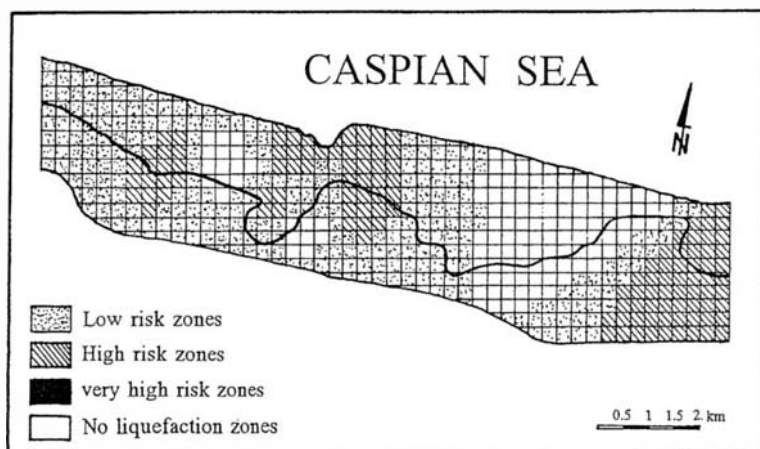 CASPIAN SEA
N
Low risk zones
High risk zones
very high risk zones
No liquefaction zones
0.5 1 1.5 2 km